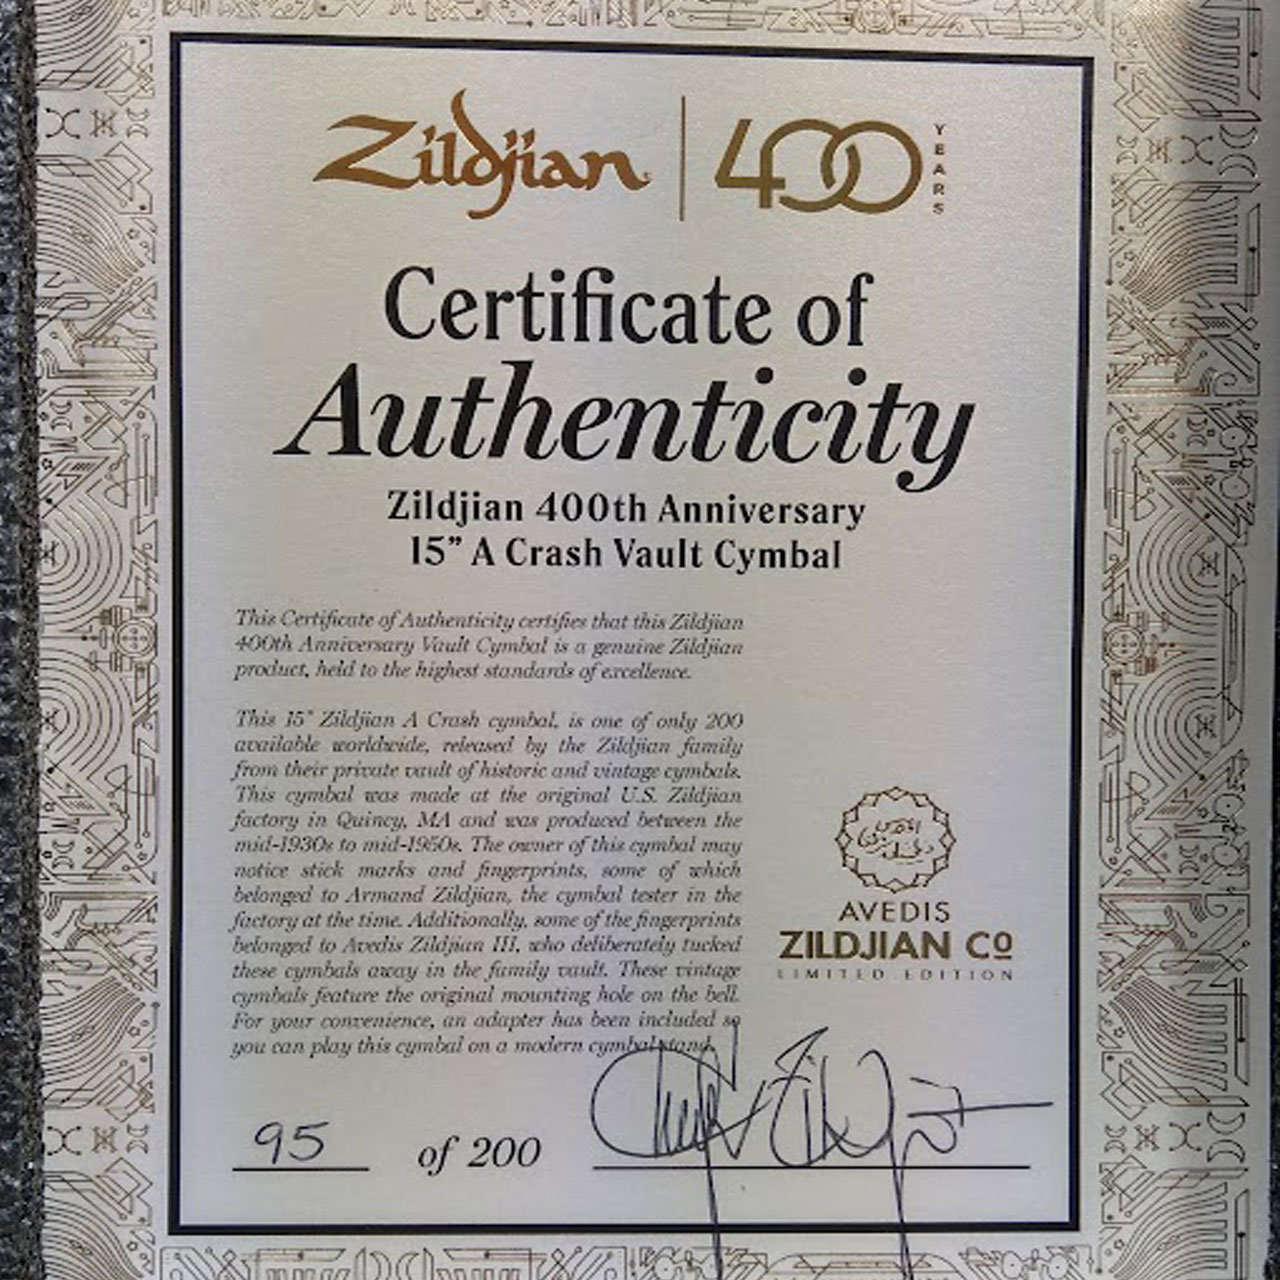 Zildjian
400
YEARS
Certificate of
Authenticity
Zildjian 400th Anniversary
15” A Crash Vault Cymbal
This Certificate of Authenticity certifies that this Zildjian
400th Anniversary Vault Cymbal is a genuine Zildjian
product, held to the highest standards of excellence.
This 15" Zildjian A Crash cymbal, is one of only 200
available worldwide, released by the Zildjian family
from their private vault of historic and vintage cymbals.
This cymbal was made at the original U.S. Zildjian
factory in Quincy, MA and was produced between the
mid-1930s to mid-1950s. The owner of this cymbal may
notice stick marks and fingerprints, some of which
belonged to Armand Zildjian, the cymbal tester in the
factory at the time. Additionally, some of the fingerprints
belonged to Avedis Zildjian III, who deliberately tucked
these cymbals away in the family vault. These vintage
cymbals feature the original mounting hole on the bell.
For your convenience, an adapter has been included so
you can play this cymbal on a modern cymbal stand.
AVEDIS
ZILDJIAN Cº
LIMITED EDITION
95 of 200